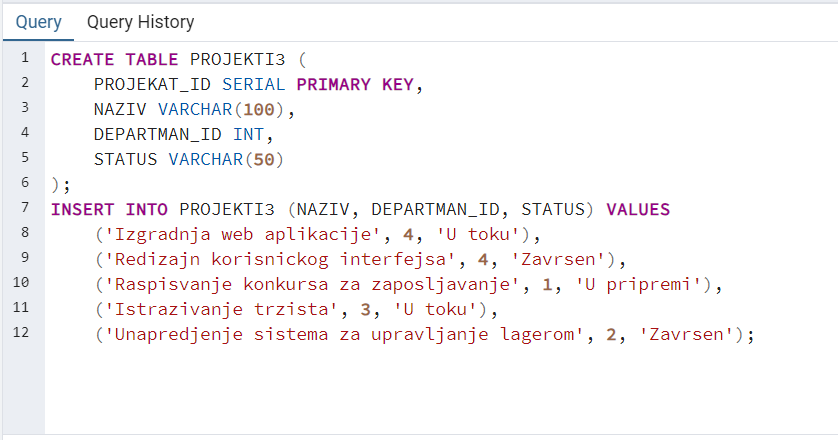 Query Query History
1 CREATE TABLE PROJEKTI3 (
2 PROJEKAT_ID SERIAL PRIMARY KEY,
3 NAZIV VARCHAR(100),
4 DEPARTMAN_ID INT,
5 STATUS VARCHAR(50)
6 );
7 INSERT INTO PROJEKTI3 (NAZIV, DEPARTMAN_ID, STATUS) VALUES
8 ('Izgradnja web aplikacije', 4, 'U toku'),
9 ('Redizajn korisnickog interfejsa', 4, 'Zavrsen'),
10 ('Raspisvanje konkursa za zaposljavanje', 1, 'U pripremi'),
11 ('Istrazivanje trzista', 3, 'U toku'),
12 ('Unapredjenje sistema za upravljanje lagerom', 2, 'Zavrsen');